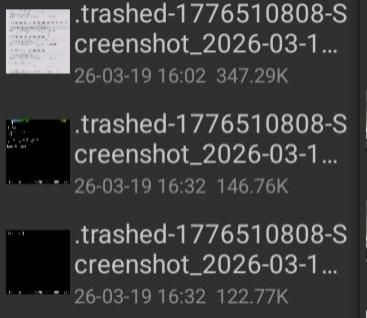 .trashed-1776510808-S
creenshot_2026-03-1...
26-03-19 16:02 347.29K
.trashed-1776510808-S
creenshot_2026-03-1...
26-03-19 16:32 146.76K
.trashed-1776510808-S
creenshot_2026-03-1...
26-03-19 16:32 122.77K